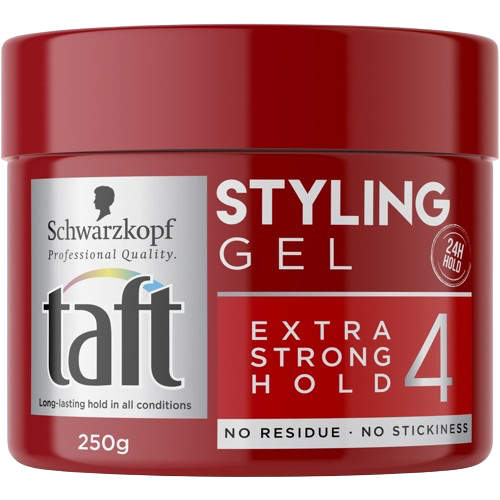 Schwarzkopf
Professional Quality.
taft
Long-lasting hold in all conditions
250g
STYLING
GEL
24H
HOLD
EXTRA
STRONG
HOLD
4
NO RESIDUE · NO STICKINESS